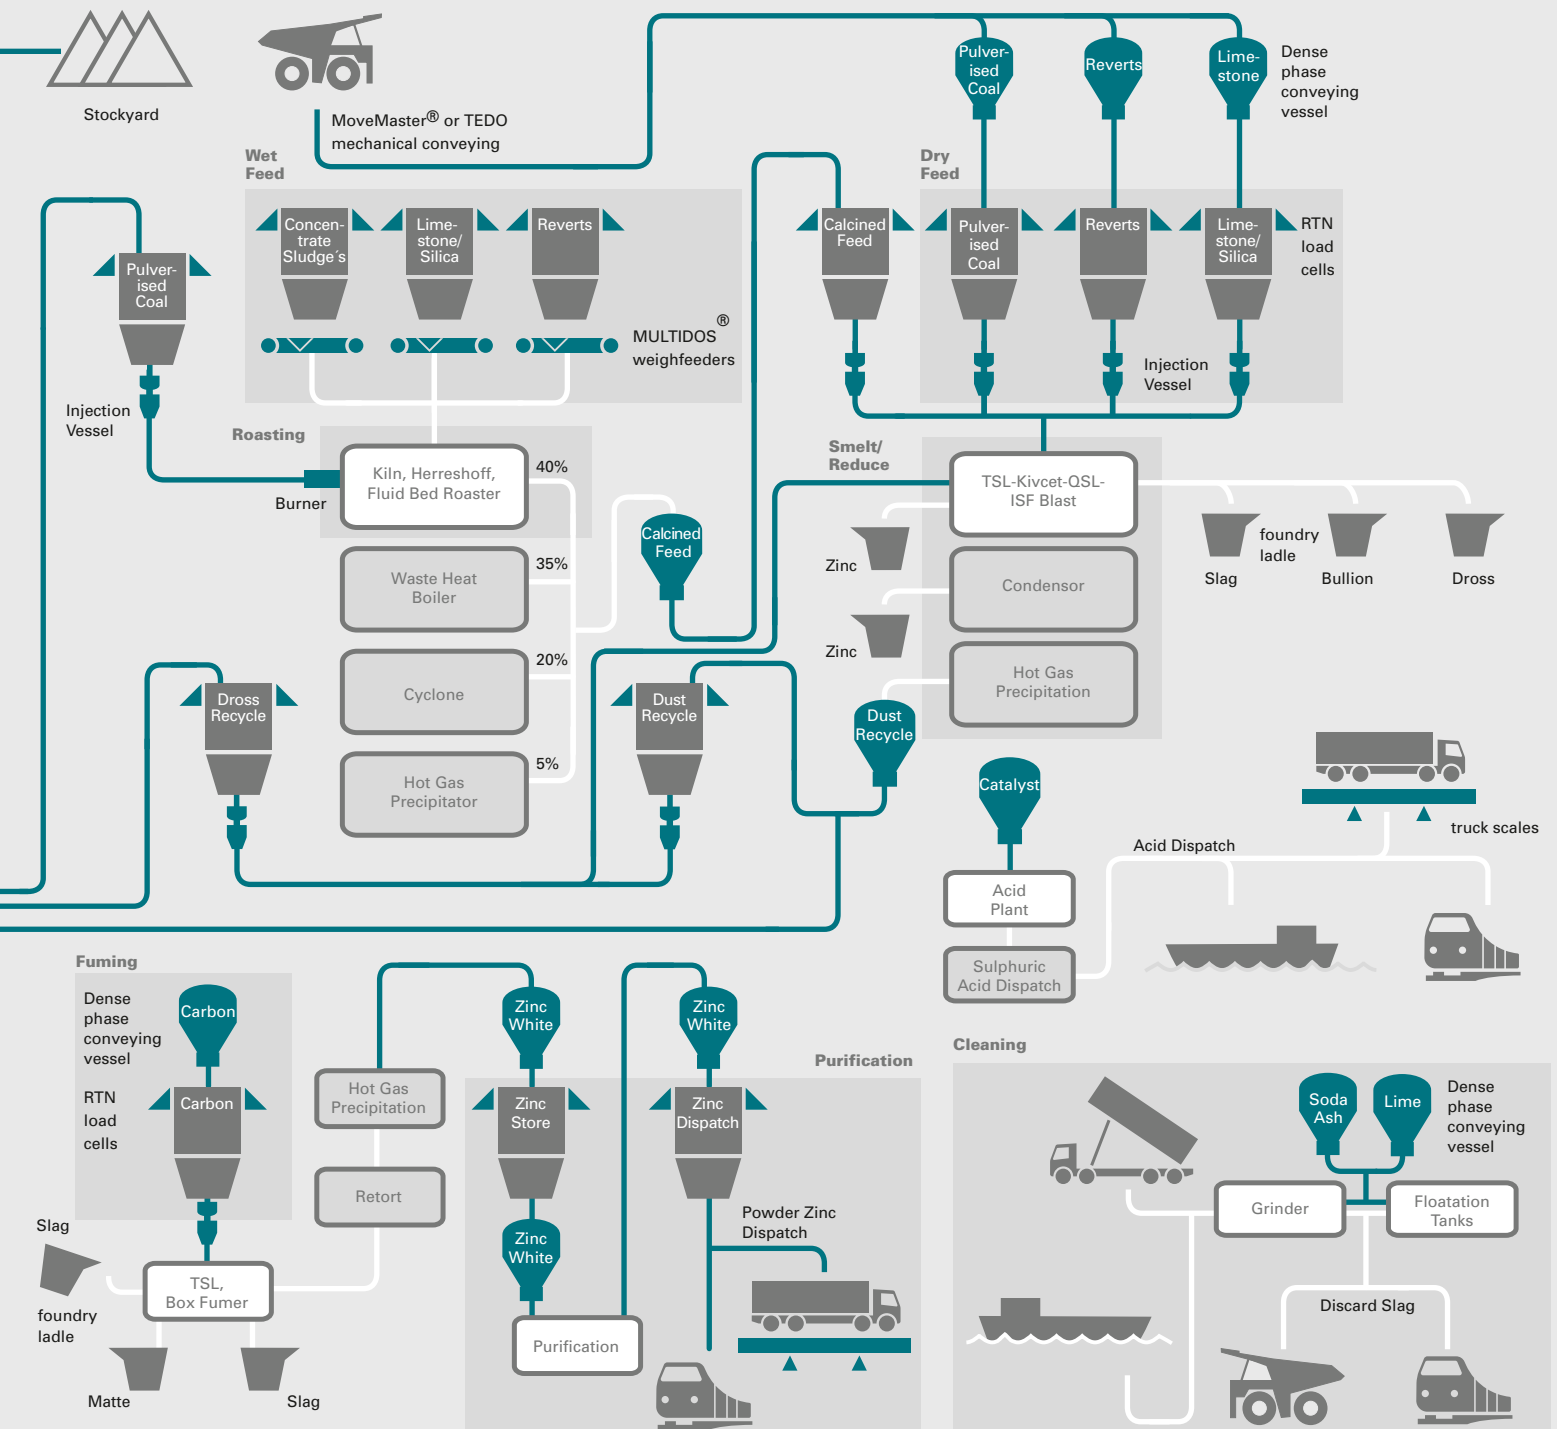 Stockyard
MoveMaster® or TEDO
mechanical conveying
Pulver-
ised
Coal
Reverts
Lime-
stone
Dense
phase
conveying
vessel
Wet
Feed
Dry
Feed
Concen-
trate
Sludge´s
Lime-
stone/
Silica
Reverts
Calcined
Feed
Pulver-
ised
Coal
Reverts
Lime-
stone/
Silica
RTN
load
cells
Pulver-
ised
Coal
MULTIDOS®
weighfeeders
Injection
Vessel
Injection
Vessel
Roasting
Kiln, Herreshoff,
Fluid Bed Roaster
40%
Burner
Waste Heat
Boiler
35%
Cyclone
20%
Hot Gas
Precipitator
5%
Calcined
Feed
Smelt/
Reduce
TSL-Kivcet-QSL-
ISF Blast
Zinc
Condensor
Zinc
Hot Gas
Precipitation
Slag
foundry
ladle
Bullion
Dross
Dross
Recycle
Dust
Recycle
Dust
Recycle
Catalyst
Acid
Plant
Sulphuric
Acid Dispatch
Acid Dispatch
truck scales
Fuming
Dense
phase
conveying
vessel
Carbon
RTN
load
cells
Carbon
Hot Gas
Precipitation
Retort
Slag
foundry
ladle
TSL,
Box Fumer
Matte
Slag
Zinc
White
Zinc
White
Purification
Zinc
Store
Zinc
Dispatch
Zinc
White
Powder Zinc
Dispatch
Purification
Cleaning
Soda
Ash
Lime
Dense
phase
conveying
vessel
Grinder
Floatation
Tanks
Discard Slag